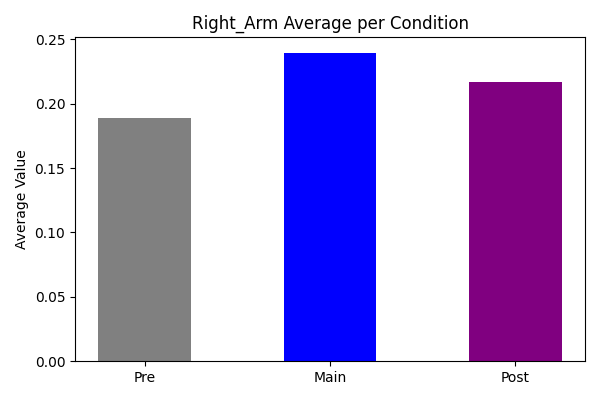 Right_Arm Average per Condition
Average Value
0.25
0.20
0.15
0.10
0.05
0.00
Pre
Main
Post